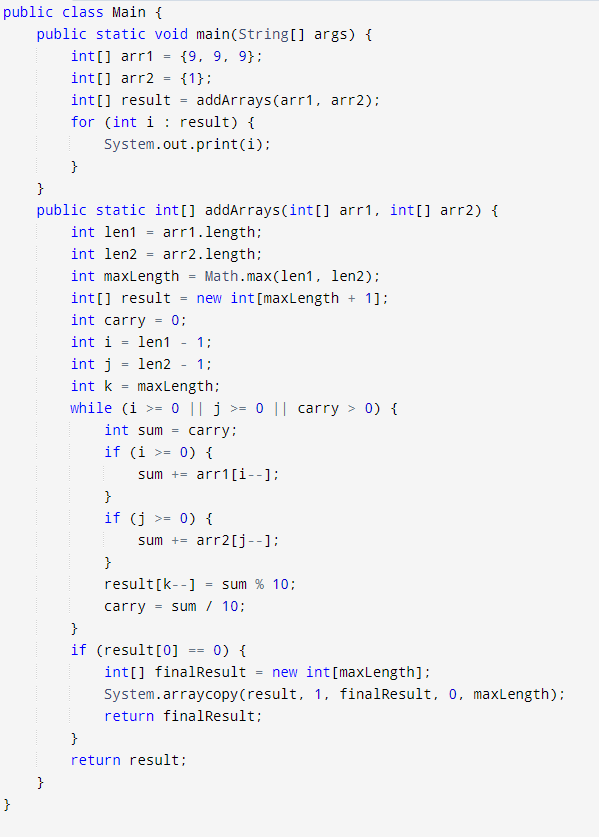 public class Main {
    public static void main(String[] args) {
        int[] arr1 = {9, 9, 9};
        int[] arr2 = {1};
        int[] result = addArrays(arr1, arr2);
        for (int i : result) {
            System.out.print(i);
        }
    }
    public static int[] addArrays(int[] arr1, int[] arr2) {
        int len1 = arr1.length;
        int len2 = arr2.length;
        int maxLength = Math.max(len1, len2);
        int[] result = new int[maxLength + 1];
        int carry = 0;
        int i = len1 - 1;
        int j = len2 - 1;
        int k = maxLength;
        while (i >= 0 || j >= 0 || carry > 0) {
            int sum = carry;
            if (i >= 0) {
                sum += arr1[i--];
            }
            if (j >= 0) {
                sum += arr2[j--];
            }
            result[k--] = sum % 10;
            carry = sum / 10;
        }
        if (result[0] == 0) {
            int[] finalResult = new int[maxLength];
            System.arraycopy(result, 1, finalResult, 0, maxLength);
            return finalResult;
        }
        return result;
    }
}